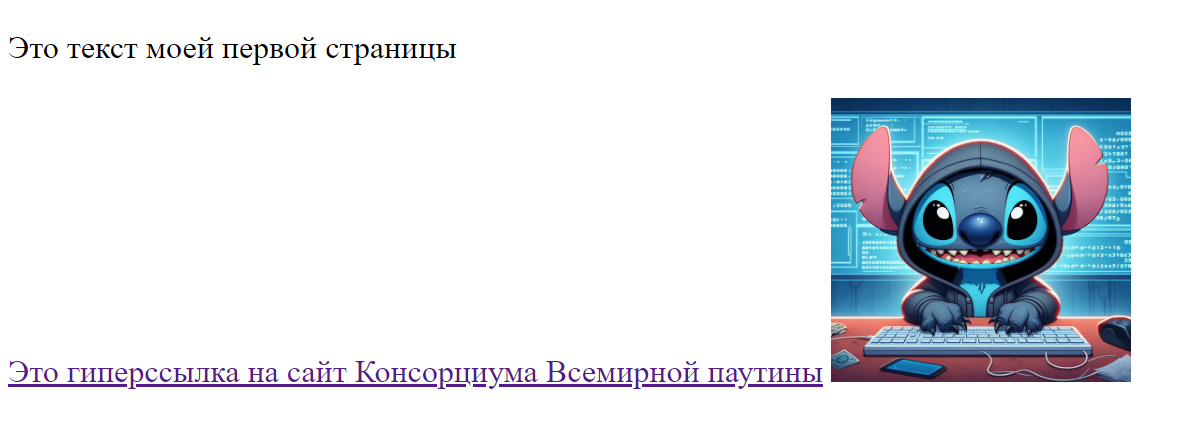 Это текст моей первой страницы
Это гиперссылка на сайт Консорциума Всемирной паутины